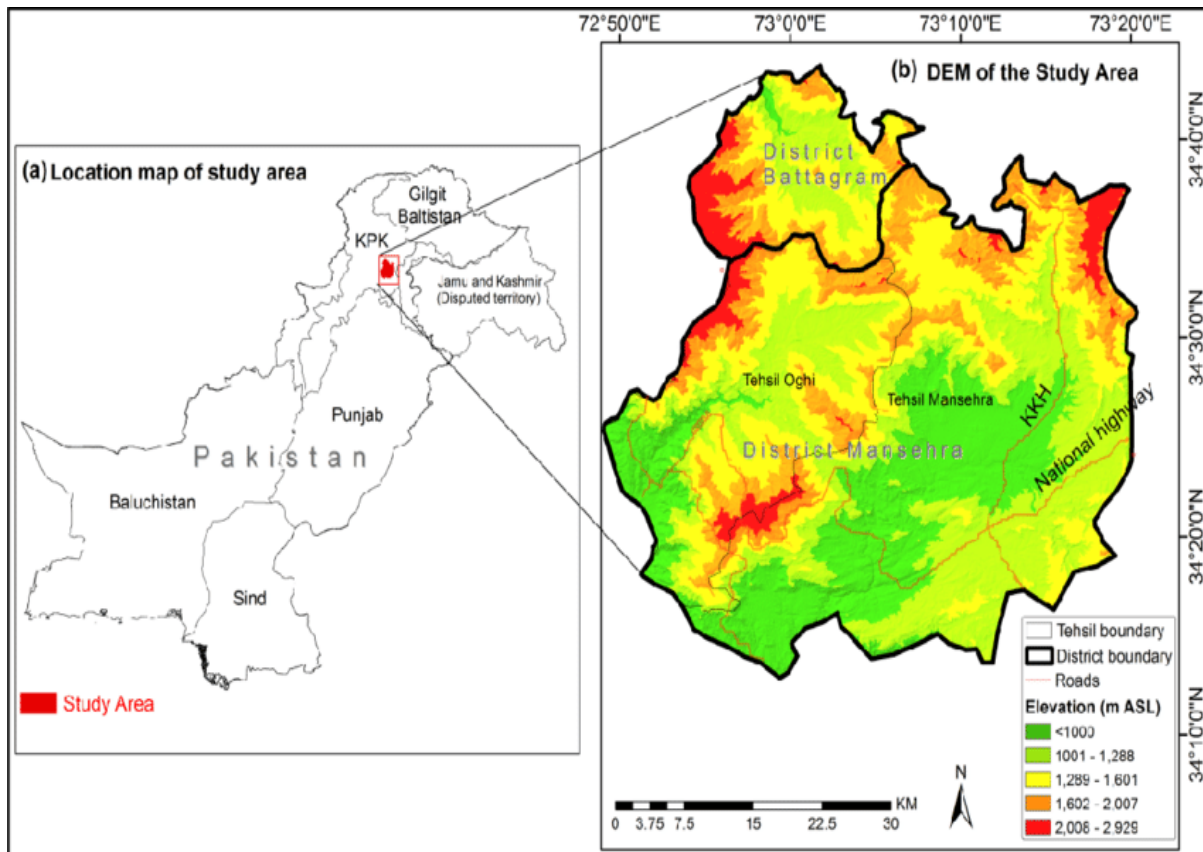 72°50'E
73°0'0"E
73°10'0"E
73°20'E
(a) Location map of study area
Gilgit
Baltistan
KPK
Jamu and Kashmir
(Disputed territory)
Punjab
Pakistan
Baluchistan
Sind
Study Area
(b) DEM of the Study Area
District
Battagram
Tehsil Oghi
Tehsil Mansehra
District Mansehra
KKH
National highway
34°40'0"N
34°30'0"N
34°20'0"N
34°10'0"N
Tehsil boundary
District boundary
Roads
Elevation (m ASL)
<1000
1001 - 1,288
1,289 - 1,601
1,602 - 2,007
2,008 - 2,929
N
KM
0 3.75 7.5 15 22.5 30